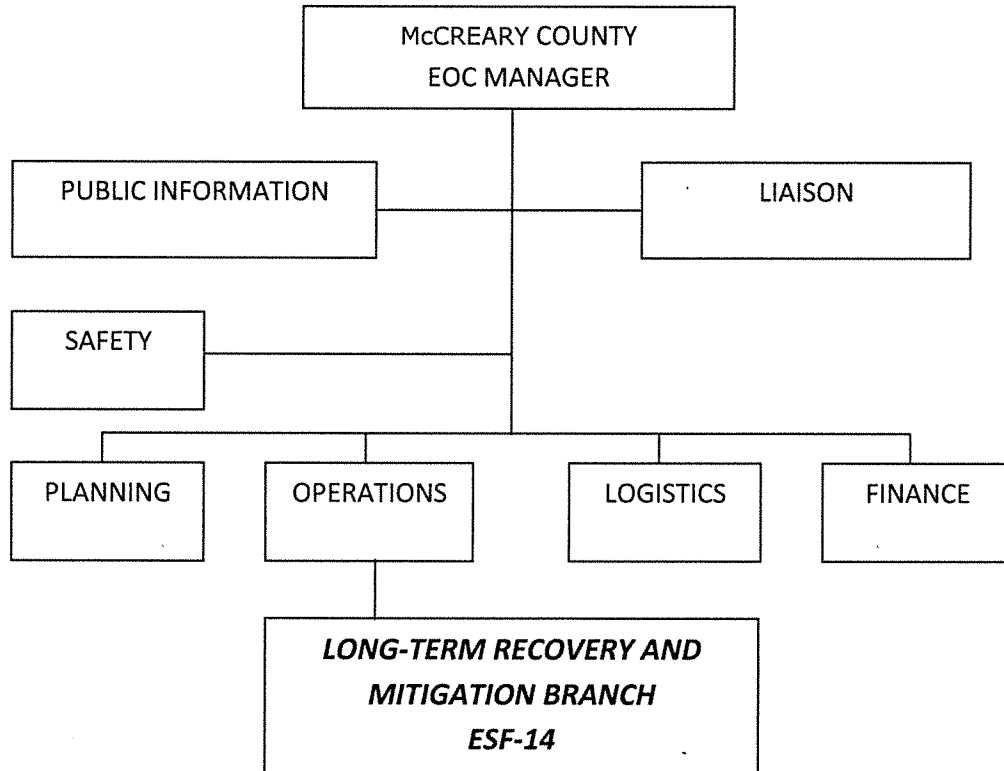 McCREARY COUNTY
EOC MANAGER
PUBLIC INFORMATION
LIAISON
SAFETY
PLANNING
OPERATIONS
LOGISTICS
FINANCE
LONG-TERM RECOVERY AND
MITIGATION BRANCH
ESF-14